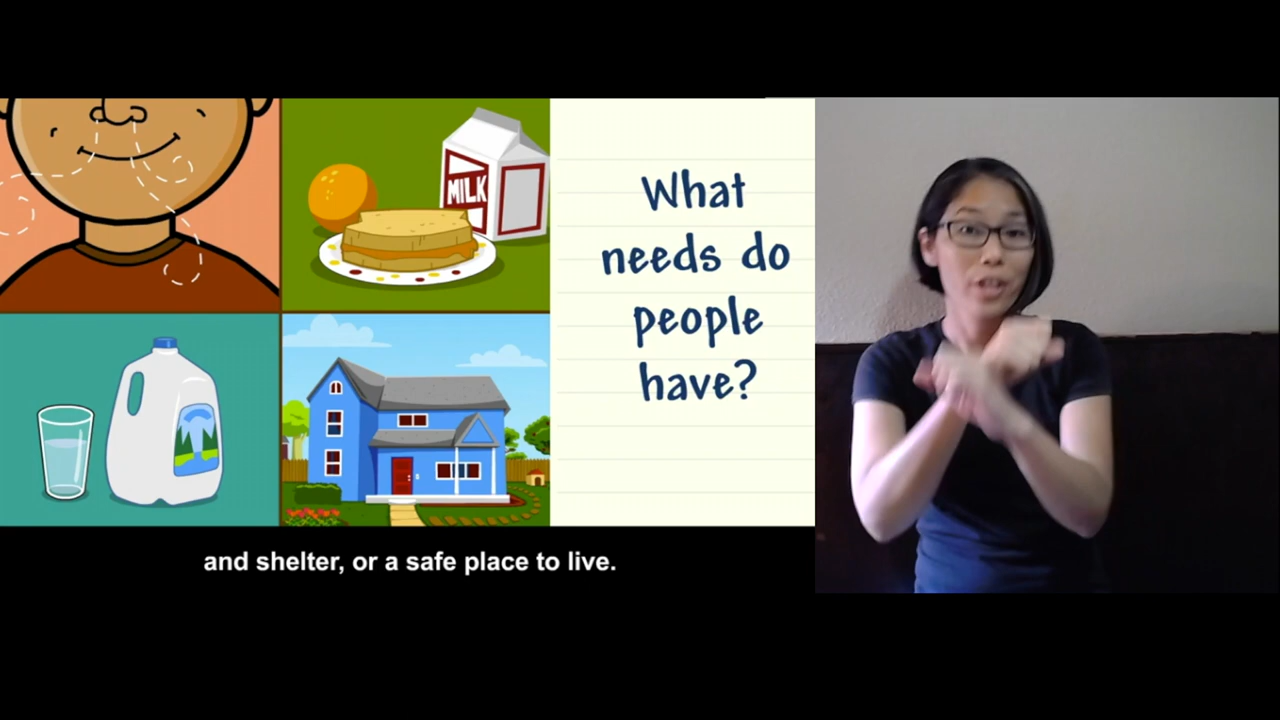 MILK
What
needs do
people
have?
and shelter, or a safe place to live.